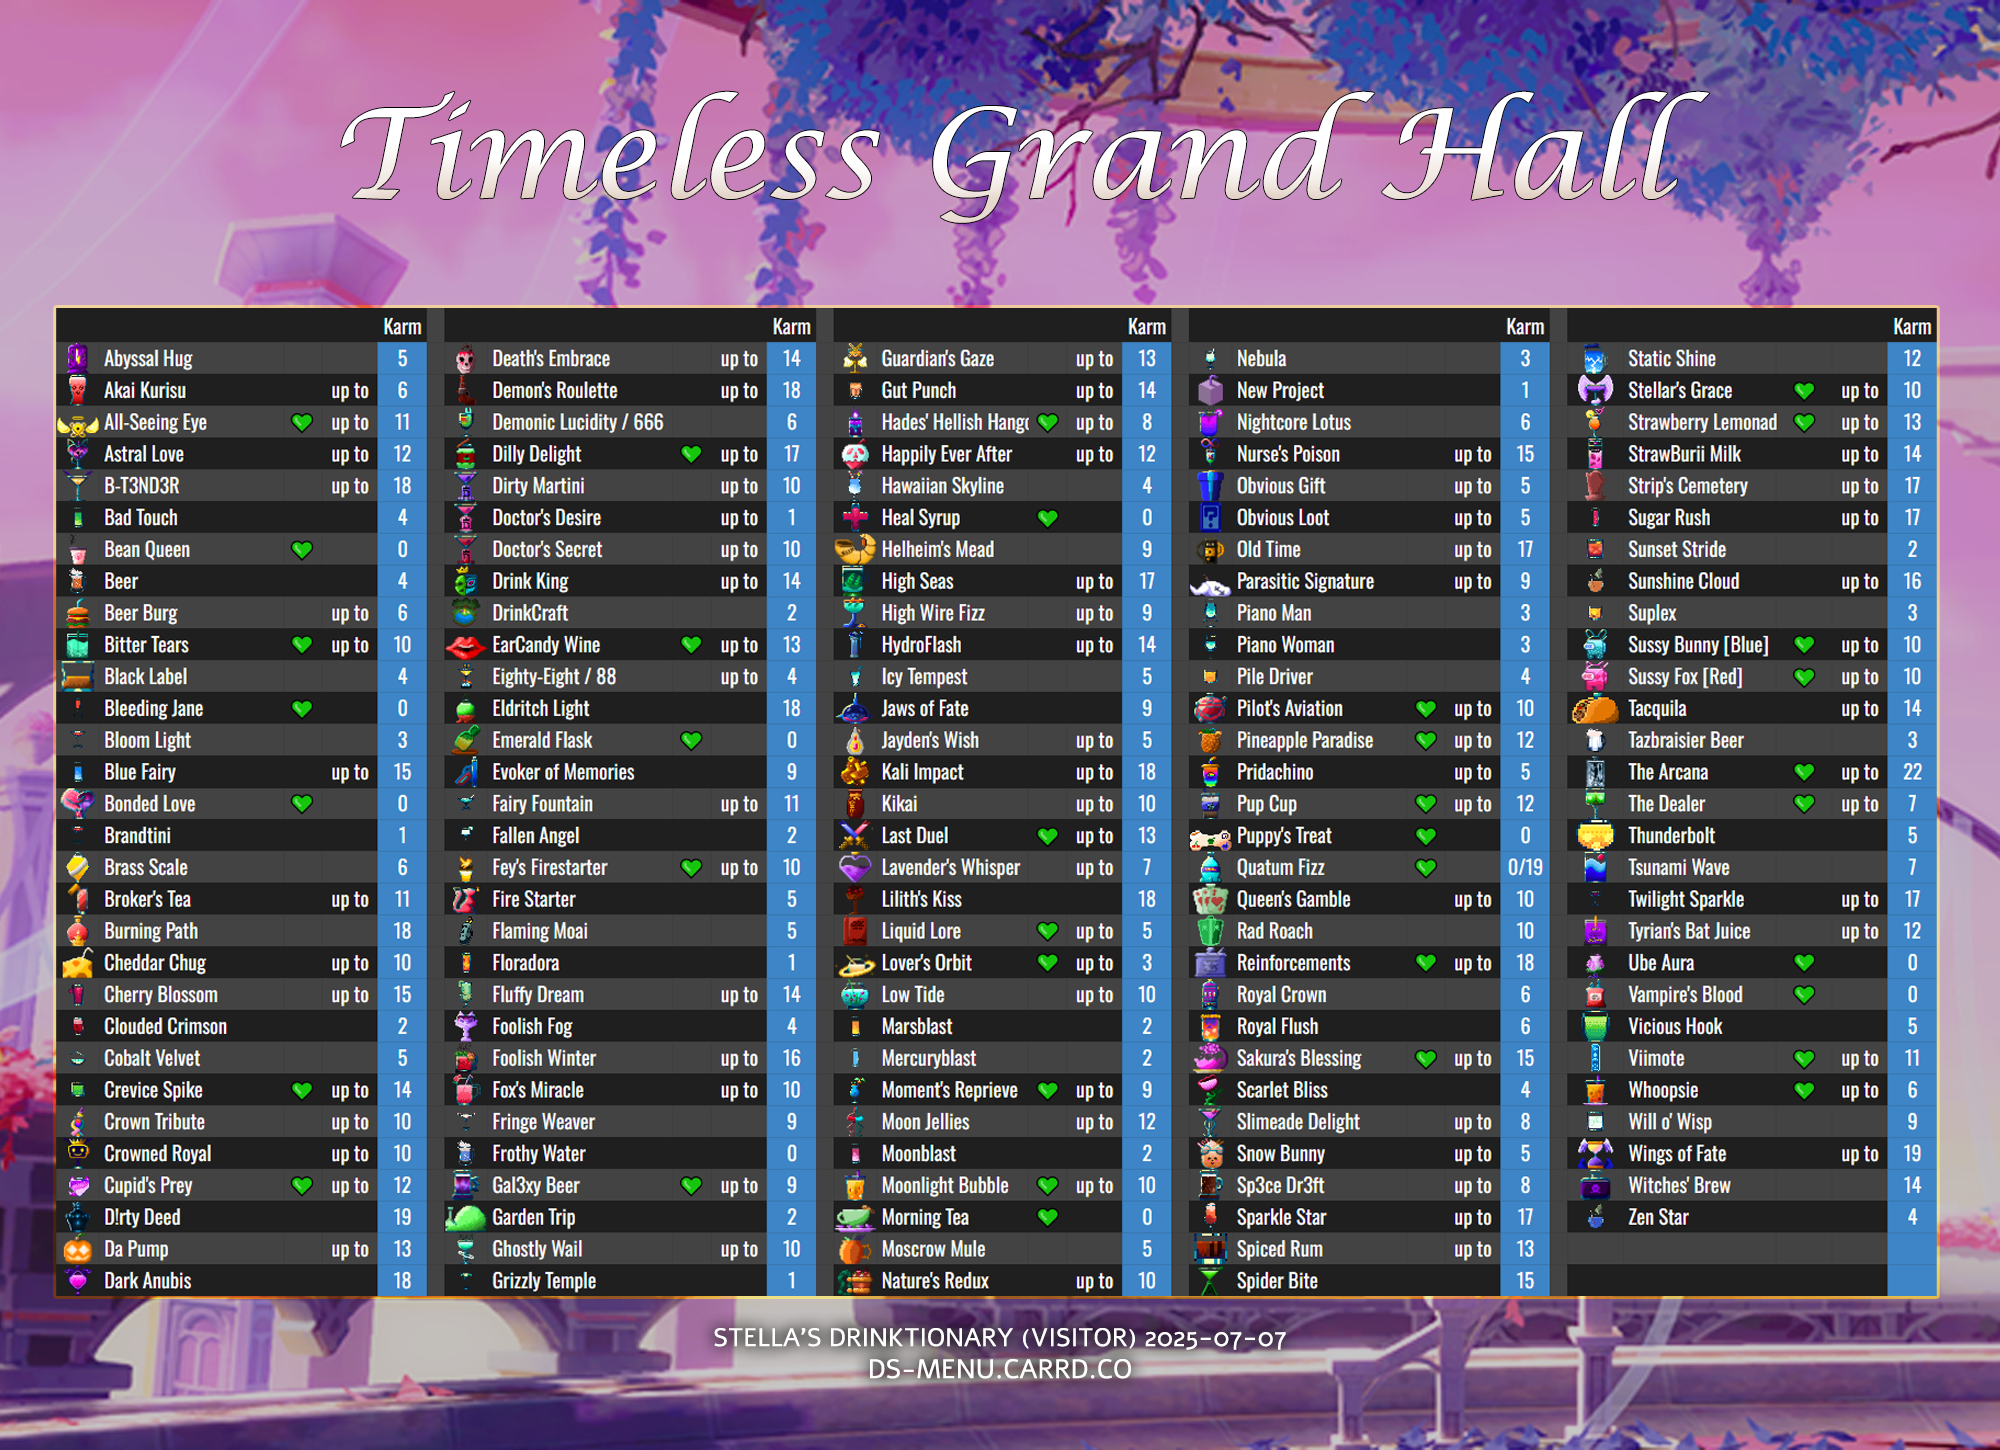 Timeless Grand Hall
Karm
Abyssal Hug 5
Akai Kurisu up to 6
All-Seeing Eye up to 11
Astral Love up to 12
B-T3ND3R up to 18
Bad Touch 4
Bean Queen 0
Beer 4
Beer Burg up to 6
Bitter Tears up to 10
Black Label 4
Bleeding Jane 0
Bloom Light 3
Blue Fairy up to 15
Bonded Love 0
Brandtini 1
Brass Scale 6
Broker's Tea up to 11
Burning Path 18
Cheddar Chug up to 10
Cherry Blossom up to 15
Clouded Crimson 2
Cobalt Velvet 5
Crevice Spike up to 14
Crown Tribute up to 10
Crowned Royal up to 10
Cupid's Prey up to 12
D!rty Deed 19
Da Pump up to 13
Dark Anubis 18
Karm
Death's Embrace up to 14
Demon's Roulette up to 18
Demonic Lucidity / 666 6
Dilly Delight up to 17
Dirty Martini up to 10
Doctor's Desire up to 1
Doctor's Secret up to 10
Drink King up to 14
DrinkCraft 2
EarCandy Wine up to 13
Eighty-Eight / 88 up to 4
Eldritch Light 18
Emerald Flask 0
Evoker of Memories 9
Fairy Fountain up to 11
Fallen Angel 2
Fey's Firestarter up to 10
Fire Starter 5
Flaming Moai 5
Floradora 1
Fluffy Dream up to 14
Foolish Fog 4
Foolish Winter up to 16
Fox's Miracle up to 10
Fringe Weaver 9
Frothy Water 0
Gal3xy Beer up to 9
Garden Trip 2
Ghostly Wail up to 10
Grizzly Temple 1
Karm
Guardian's Gaze up to 13
Gut Punch up to 14
Hades' Hellish Hang up to 8
Happily Ever After up to 12
Hawaiian Skyline 4
Heal Syrup 0
Helheim's Mead 9
High Seas up to 17
High Wire Fizz up to 9
HydroFlash up to 14
Icy Tempest 5
Jaws of Fate 9
Jayden's Wish up to 5
Kali Impact up to 18
Kikai up to 10
Last Duel up to 13
Lavender's Whisper up to 7
Lilith's Kiss 18
Liquid Lore up to 5
Lover's Orbit up to 3
Low Tide up to 10
Marsblast 2
Mercuryblast 2
Moment's Reprieve up to 9
Moon Jellies up to 12
Moonblast 2
Moonlight Bubble up to 10
Morning Tea 0
Moscrow Mule 5
Nature's Redux up to 10
Karm
Nebula 3
New Project 1
Nightcore Lotus 6
Nurse's Poison up to 15
Obvious Gift up to 5
Obvious Loot up to 5
Old Time up to 17
Parasitic Signature up to 9
Piano Man 3
Piano Woman 3
Pile Driver 4
Pilot's Aviation up to 10
Pineapple Paradise up to 12
Pridachino up to 5
Pup Cup up to 12
Puppy's Treat 0
Quatum Fizz 0/19
Queen's Gamble up to 10
Rad Roach 10
Reinforcements up to 18
Royal Crown 6
Royal Flush 6
Sakura's Blessing up to 15
Scarlet Bliss 4
Slimeade Delight up to 8
Snow Bunny up to 5
Sp3ce Dr3ft up to 8
Sparkle Star up to 17
Spiced Rum up to 13
Spider Bite 15
Karm
Static Shine 12
Stellar's Grace up to 10
Strawberry Lemonad up to 13
StrawBurii Milk up to 14
Strip's Cemetery up to 17
Sugar Rush up to 17
Sunset Stride 2
Sunshine Cloud up to 16
Suplex 3
Sussy Bunny [Blue] up to 10
Sussy Fox [Red] up to 10
Tacquila up to 14
Tazbraisier Beer 3
The Arcana up to 22
The Dealer up to 7
Thunderbolt 5
Tsunami Wave 7
Twilight Sparkle up to 17
Tyrian's Bat Juice up to 12
Ube Aura 0
Vampire's Blood 0
Vicious Hook 5
Viimote up to 11
Whoopsie up to 6
Will o' Wisp 9
Wings of Fate up to 19
Witches' Brew 14
Zen Star 4
STELLA'S DRINKTIONARY (VISITOR) 2025-07-07
DS-MENU.CARRD.CO